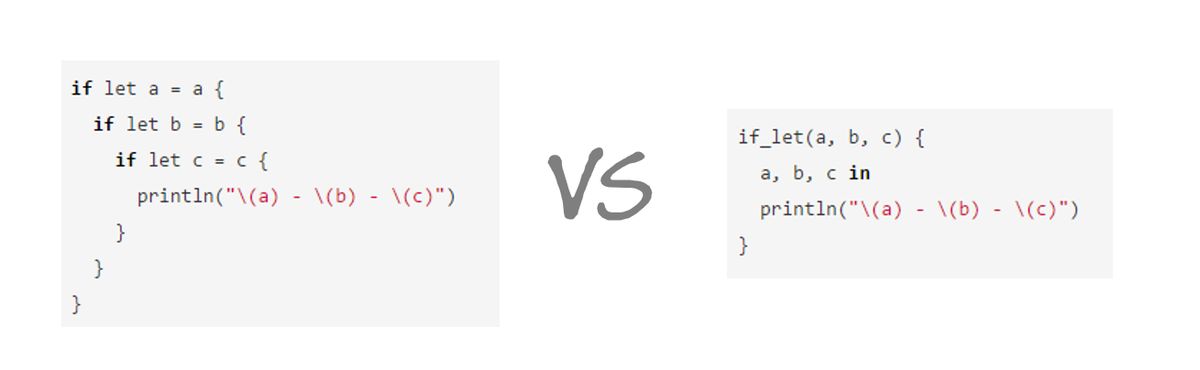 if let a = a {
if let b = b {
if let c = c {
println("\(a) - \(b) - \(c)")
}
}
}
VS
if_let(a, b, c) {
a, b, c in
println("\(a) - \(b) - \(c)")
}